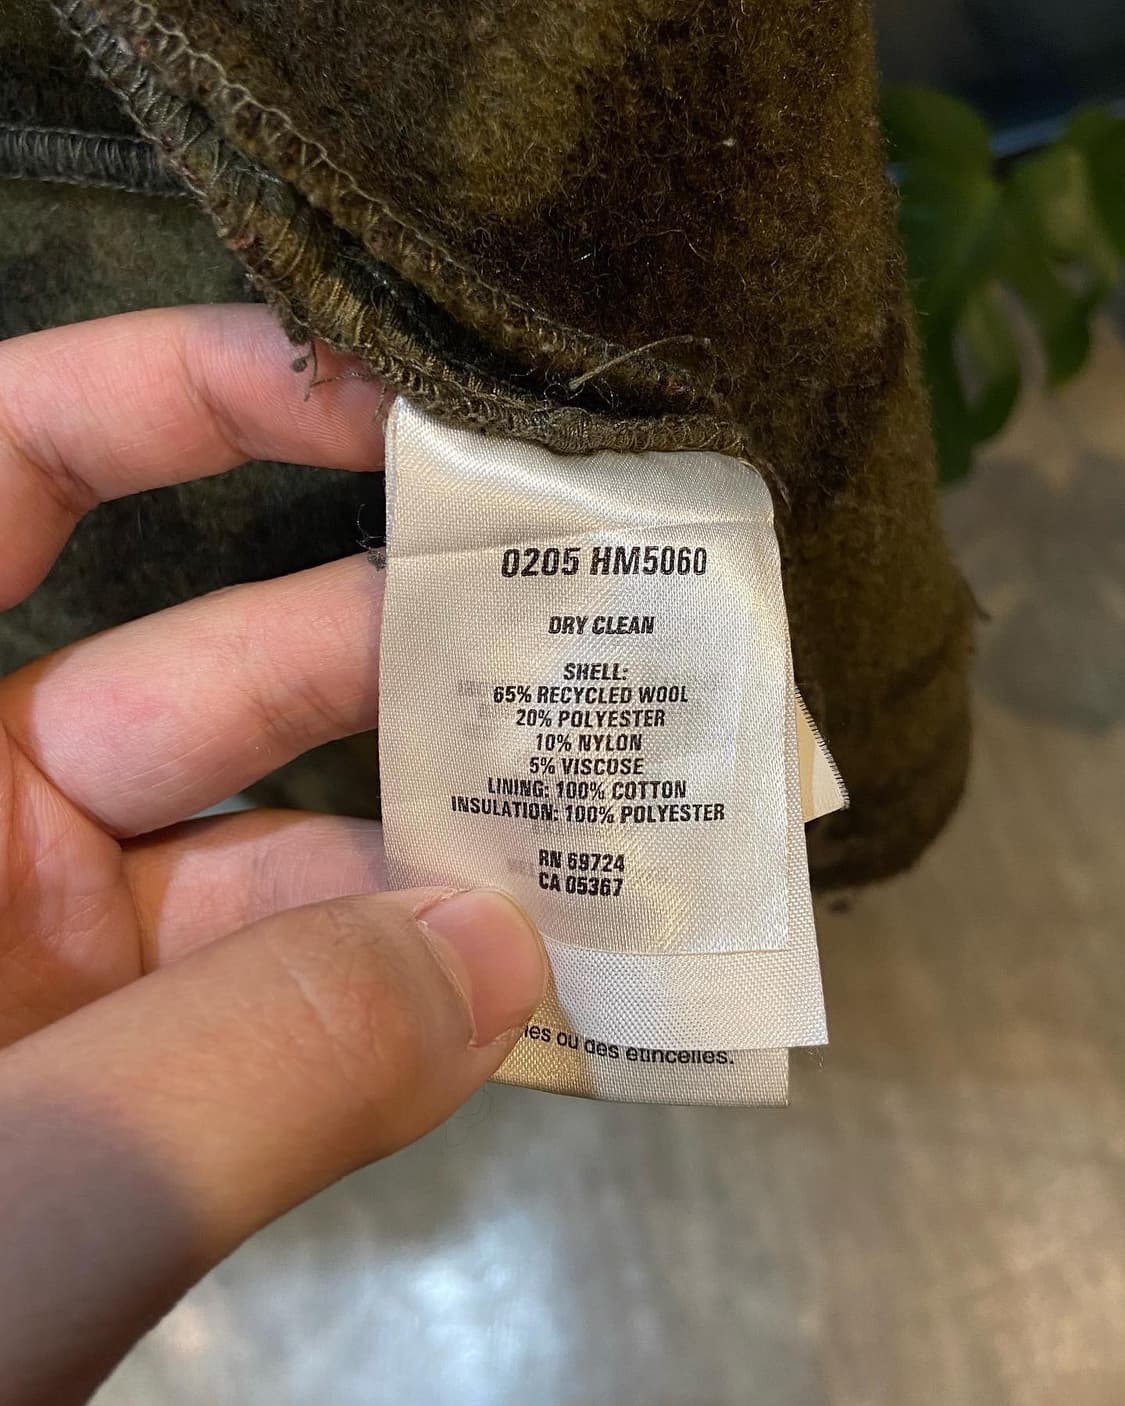 0205 HM5060
DRY CLEAN
SHELL:
65% RECYCLED WOOL
20% POLYESTER
10% NYLON
5% VISCOSE
LINING: 100% COTTON
INSULATION: 100% POLYESTER
RN 69724
CA 05367
ou des étincelles.